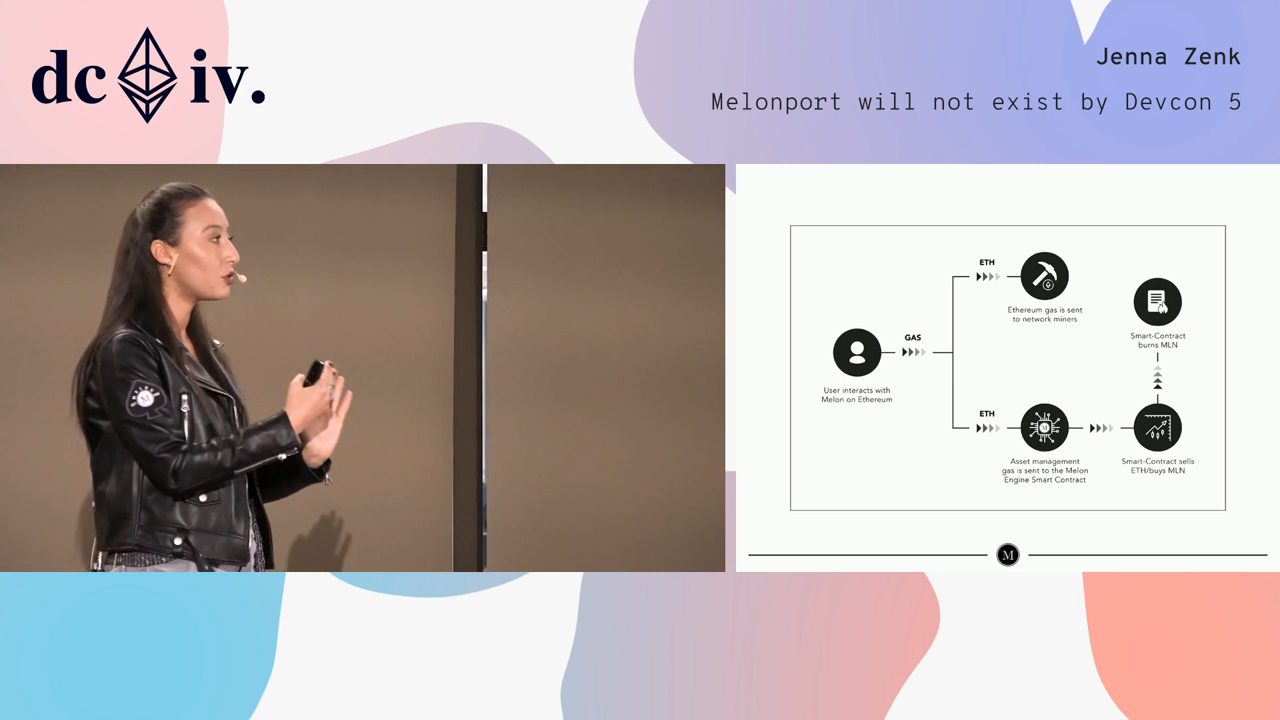 dc iv.
Jenna Zenk
Melonport will not exist by Devcon 5
ETH
Ethereum gas is sent
to network miners
GAS
User interacts with
Melon on Ethereum
Smart-Contract
burns MLN
ETH
M
Asset management
gas is sent to the Melon
Engine Smart Contract
Smart-Contract sells
ETH/buys MLN
M